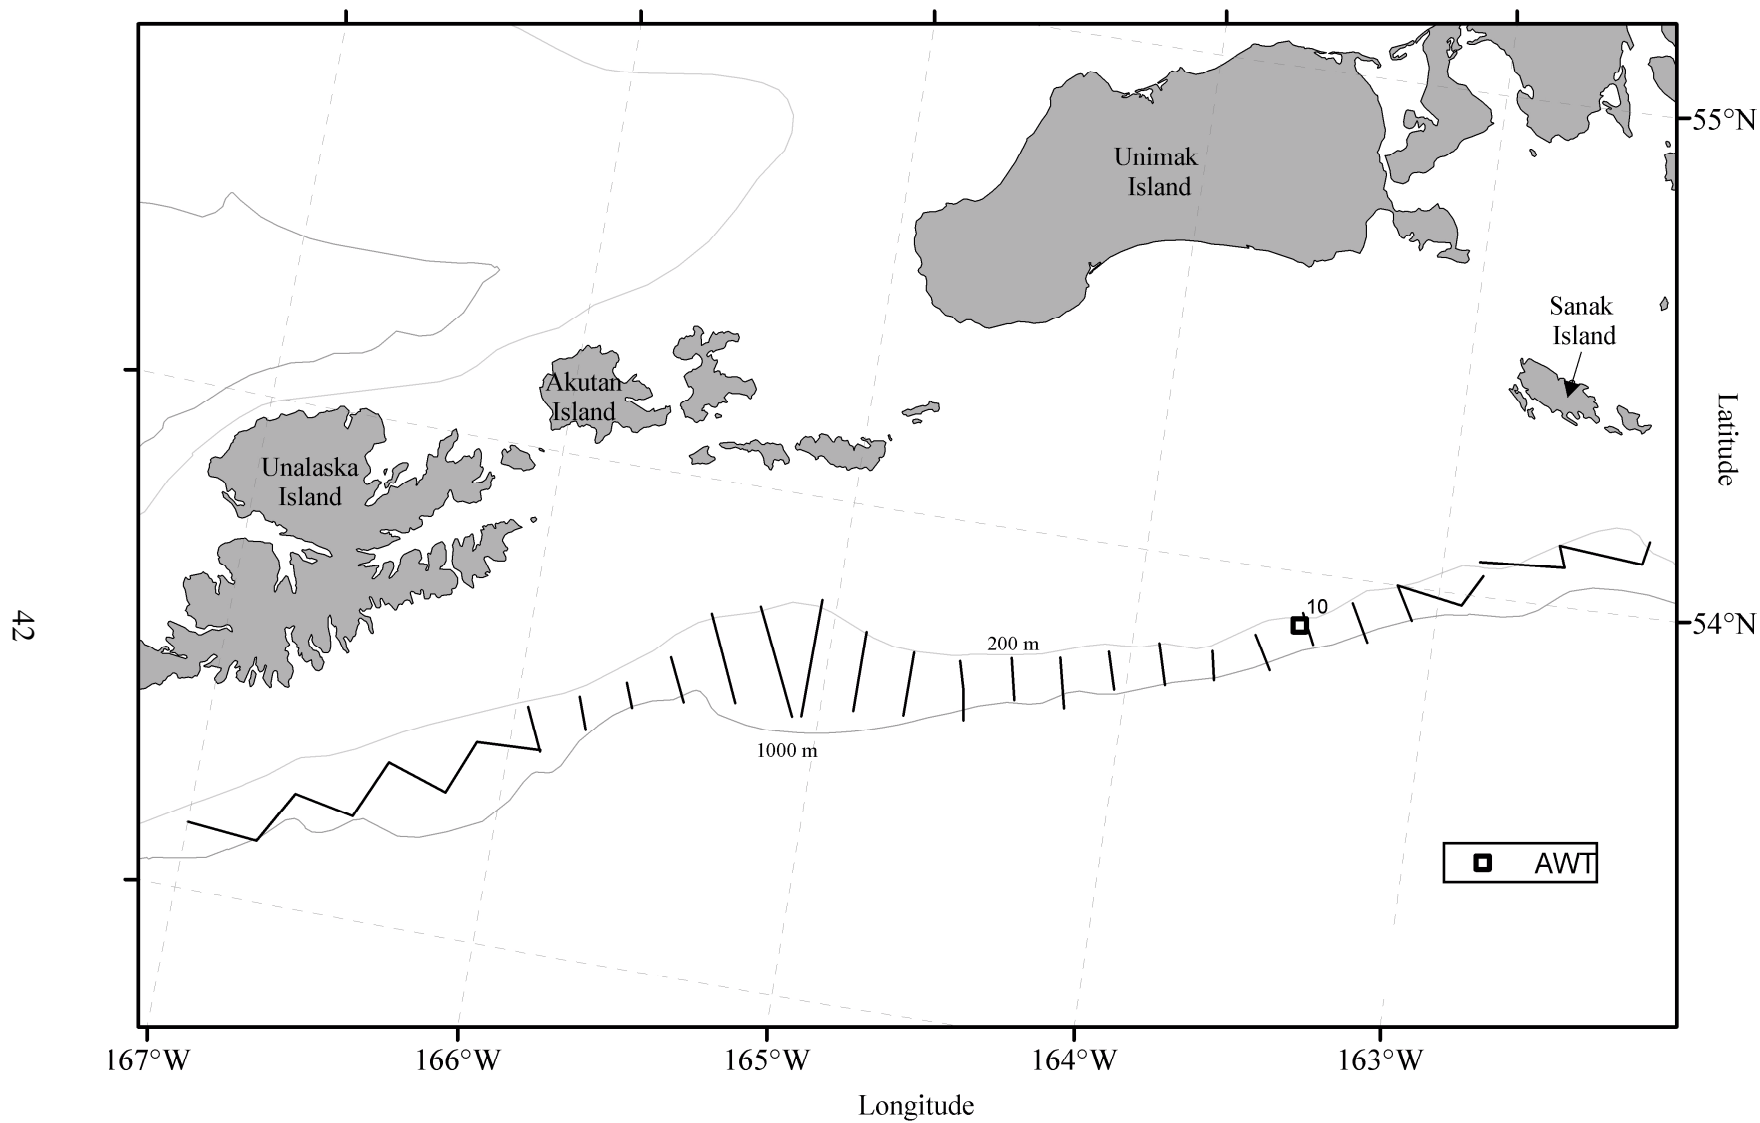 55°N
Unimak
Island
Sanak
Island
Akutan
Island
Latitude
Unalaska
Island
10
42
54°N
200 m
1000 m
AWT
167°W
166°W
165°W
164°W
163°W
Longitude